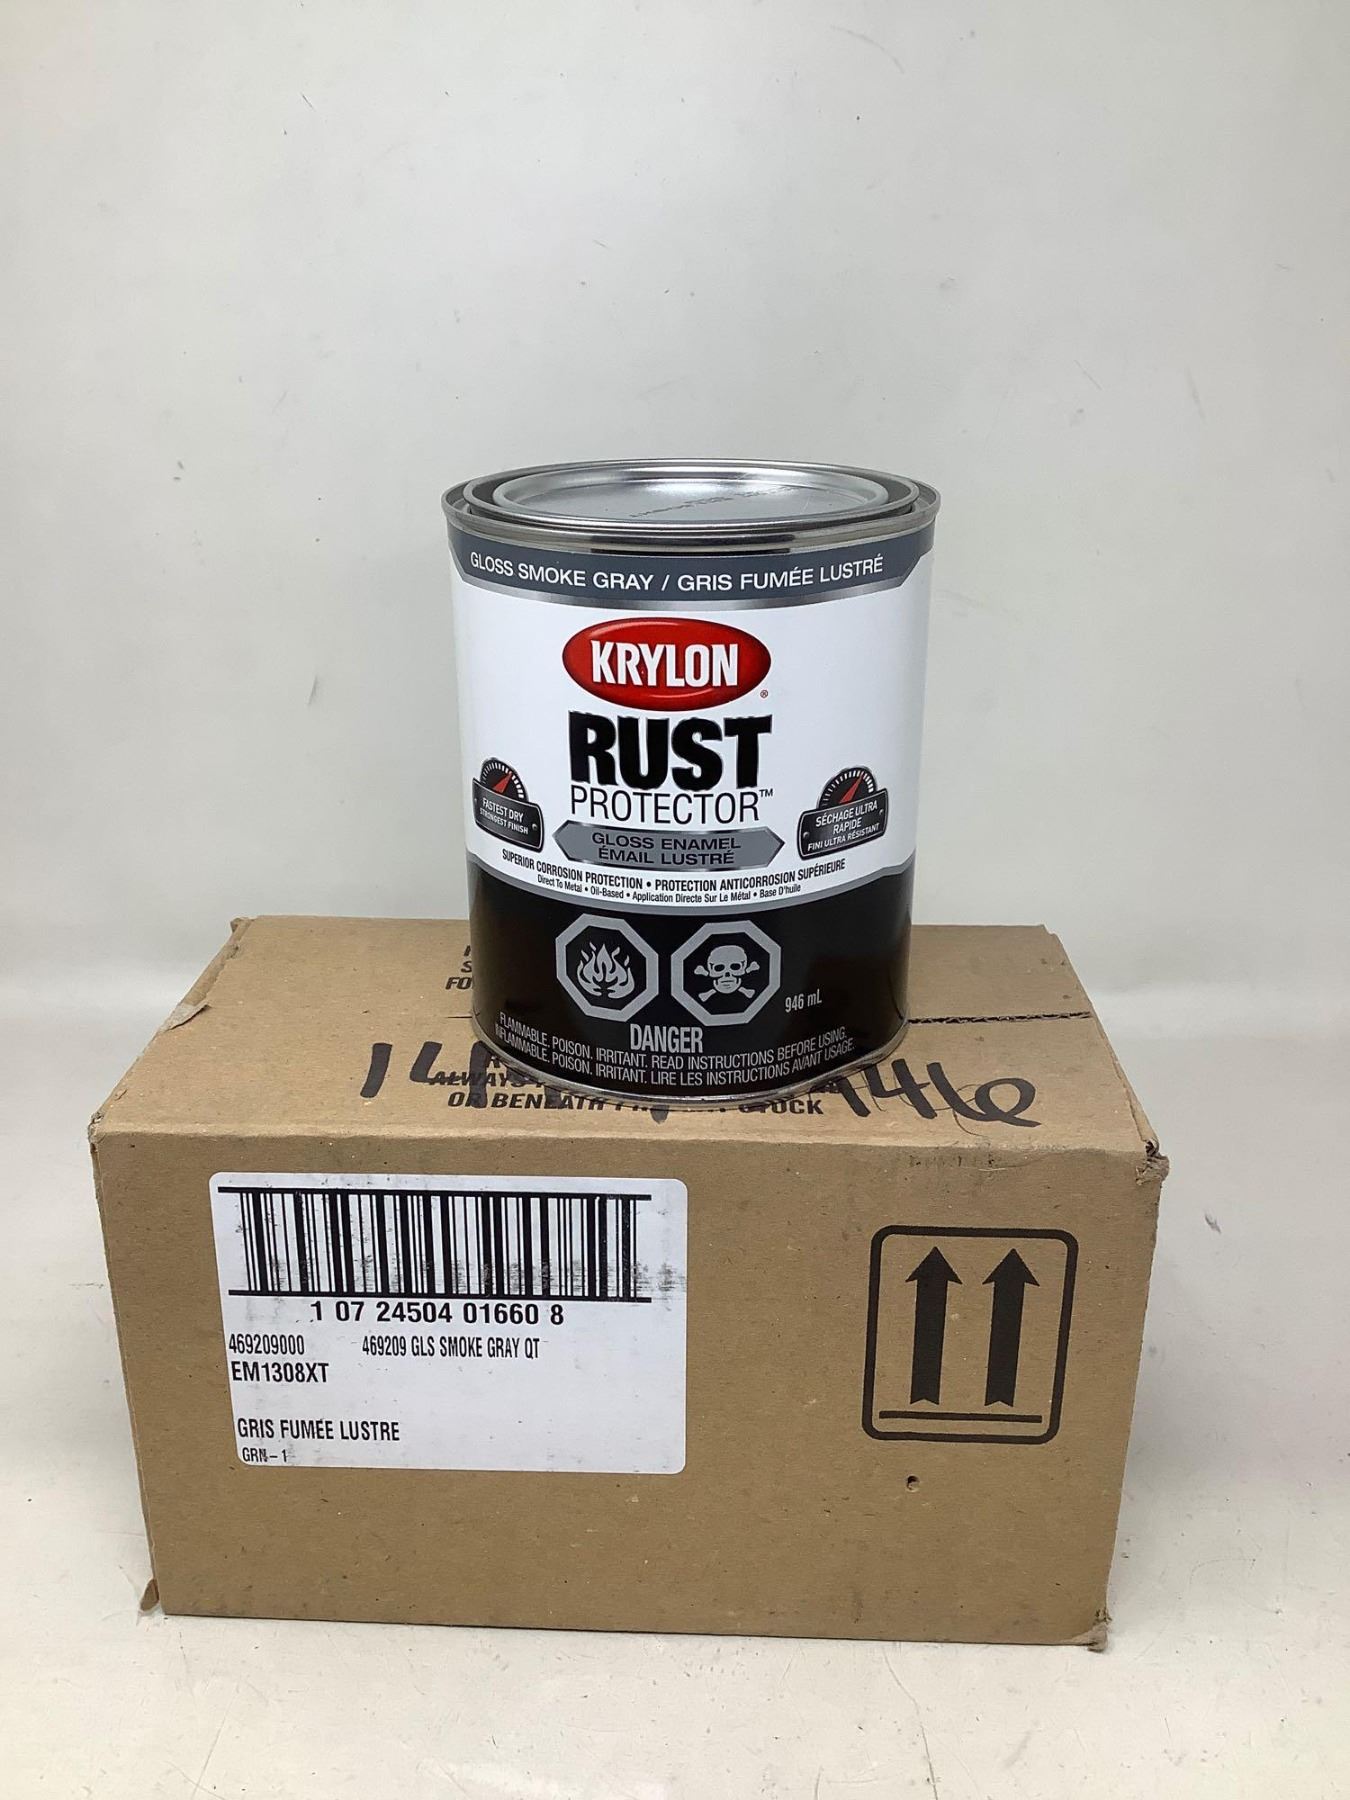 GLOSS SMOKE GRAY / GRIS FUMÉE LUSTRÉ
KRYLON®
RUST
PROTECTOR™
FASTEST DRY
STRONGEST FINISH
SÉCHAGE ULTRA
RAPIDE
FINI ULTRA RÉSISTANT
GLOSS ENAMEL
ÉMAIL LUSTRÉ
SUPERIOR CORROSION PROTECTION • PROTECTION ANTICORROSION SUPÉRIEURE
Direct To Metal • Oil-Based • Application Directe Sur Le Métal • Base D'huile
946 mL
DANGER
FLAMMABLE. POISON. IRRITANT. READ INSTRUCTIONS BEFORE USING.
INFLAMMABLE. POISON. IRRITANT. LIRE LES INSTRUCTIONS AVANT USAGE.
FO
ALWAYS
OR BENEATH
1 07 24504 01660 8
469209000 469209 GLS SMOKE GRAY QT
EM1308XT
GRIS FUMÉE LUSTRE
GRN-1